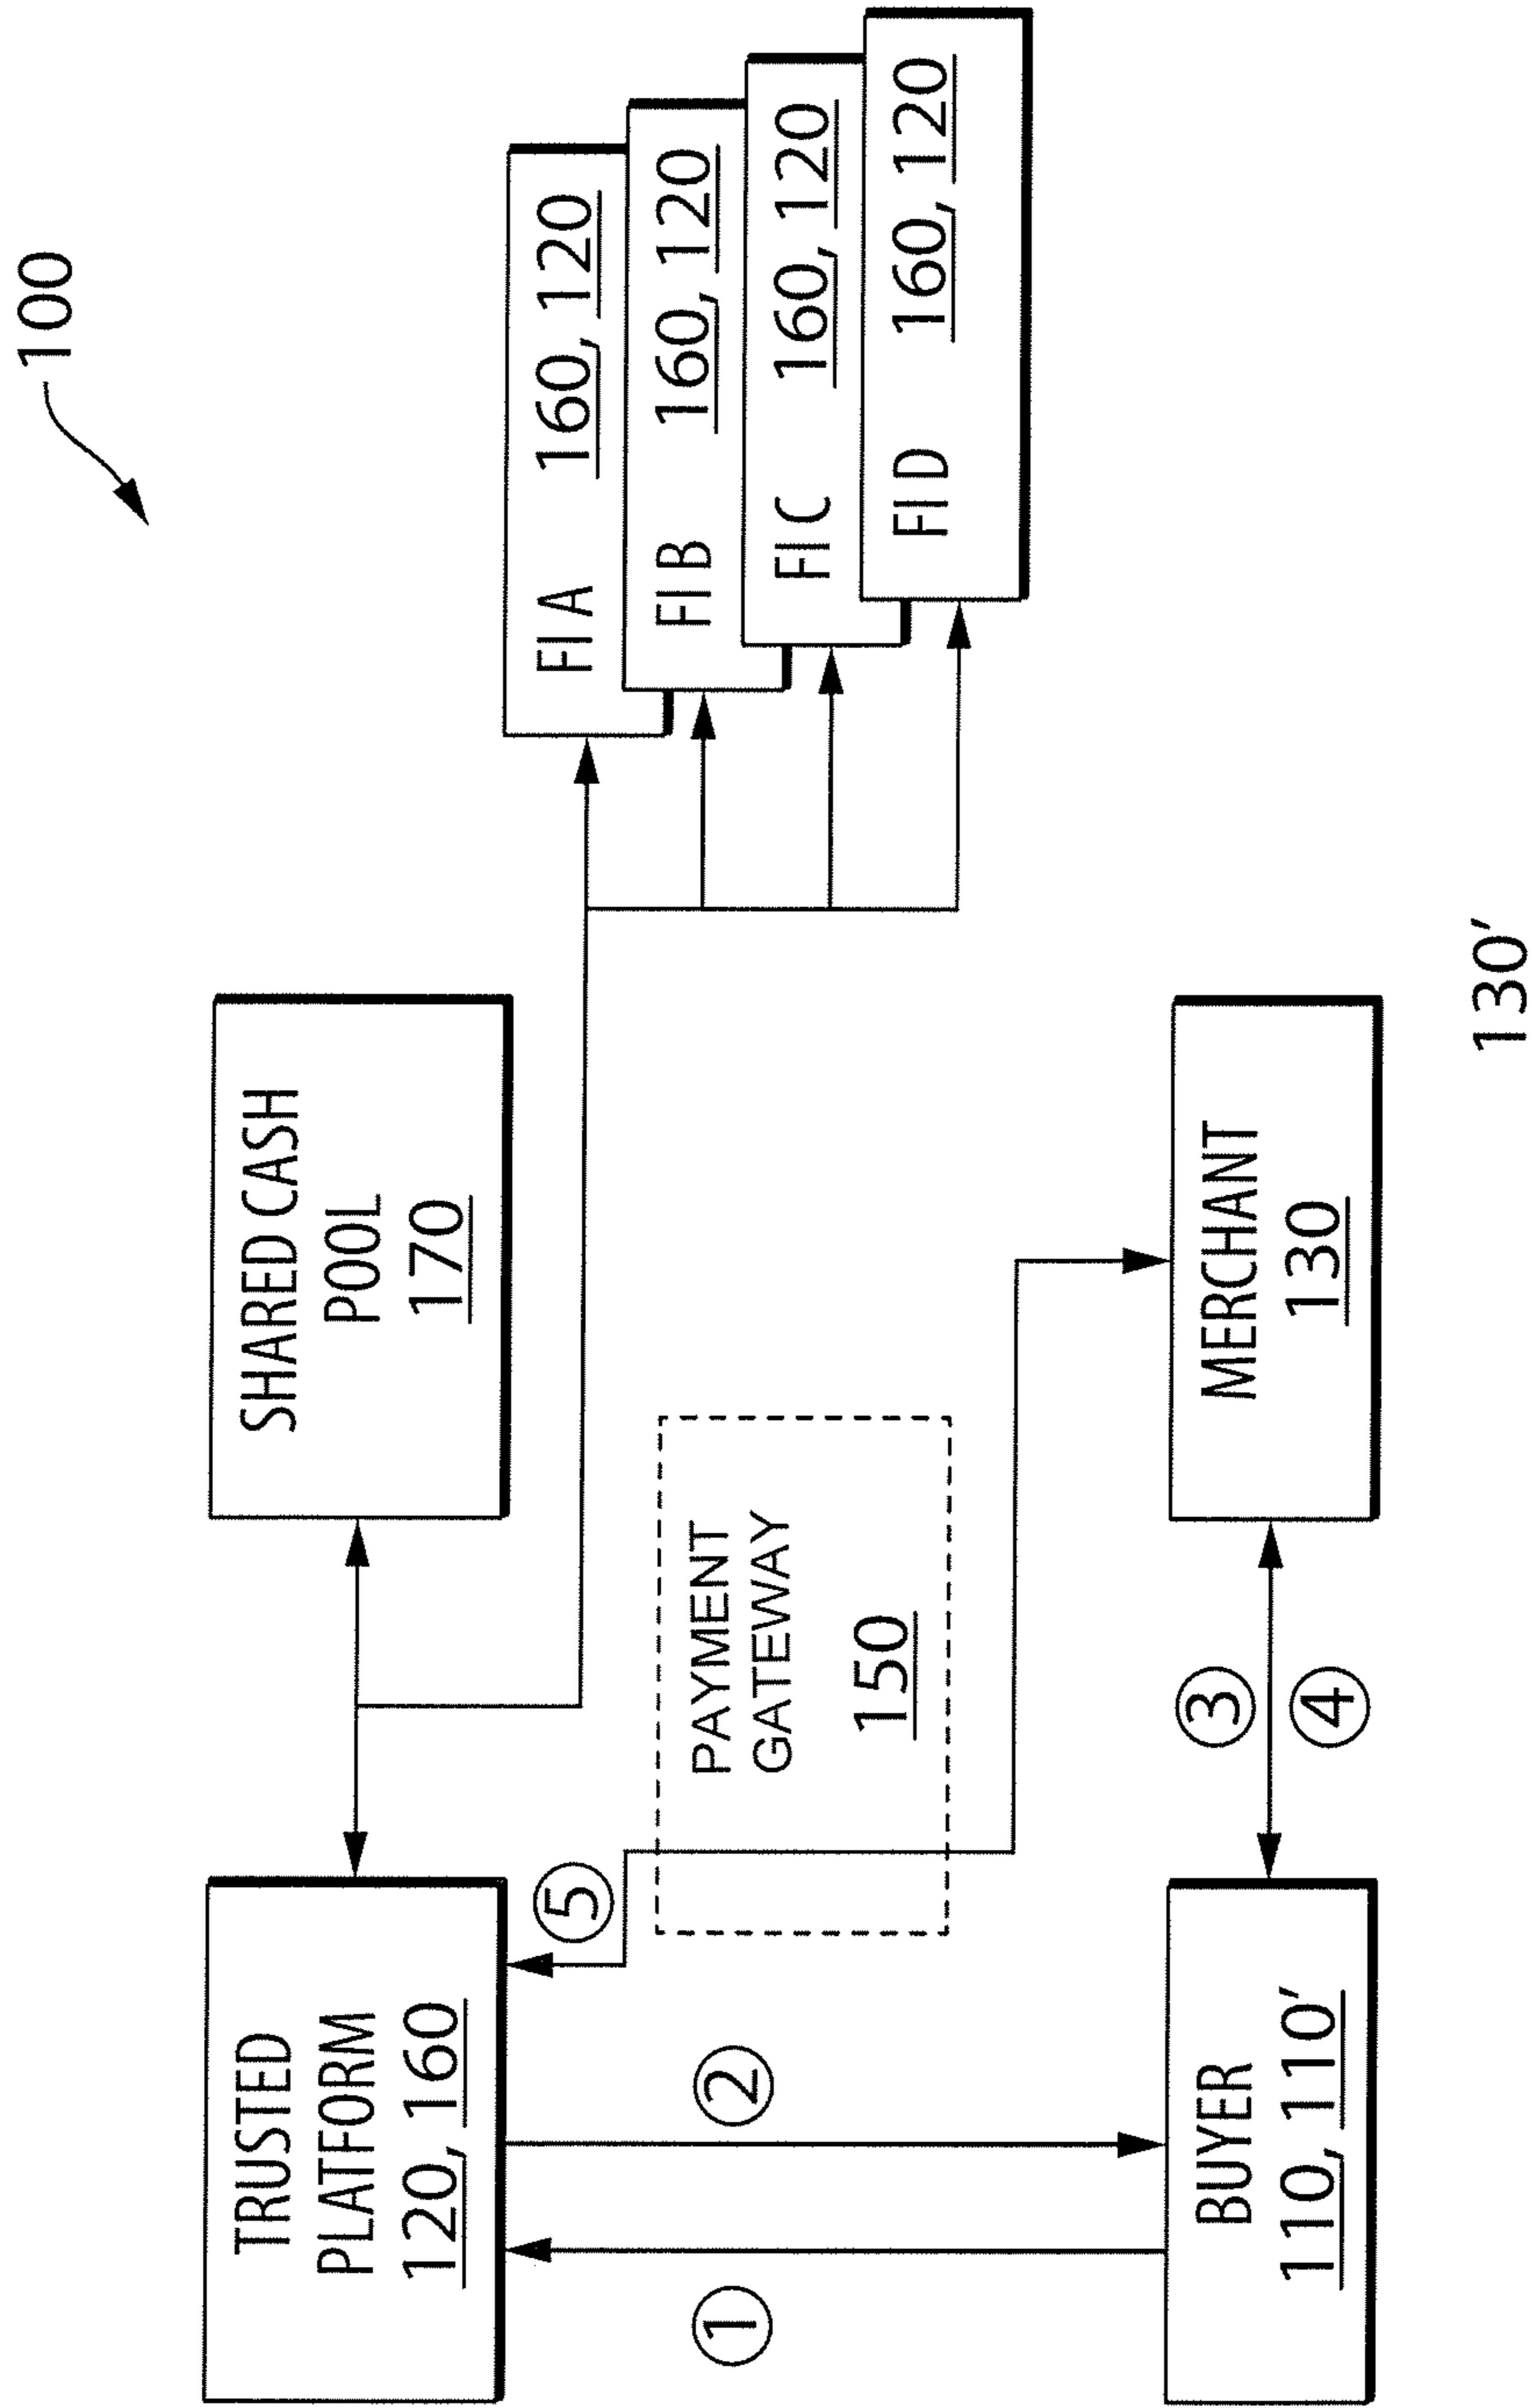 100
TRUSTED
PLATFORM
120, 160
SHARED CASH
POOL
170
FI A 160, 120
FI B 160, 120
FI C 160, 120
FI D 160, 120
①
②
⑤
PAYMENT
GATEWAY
150
BUYER
110, 110'
③
④
MERCHANT
130
130'